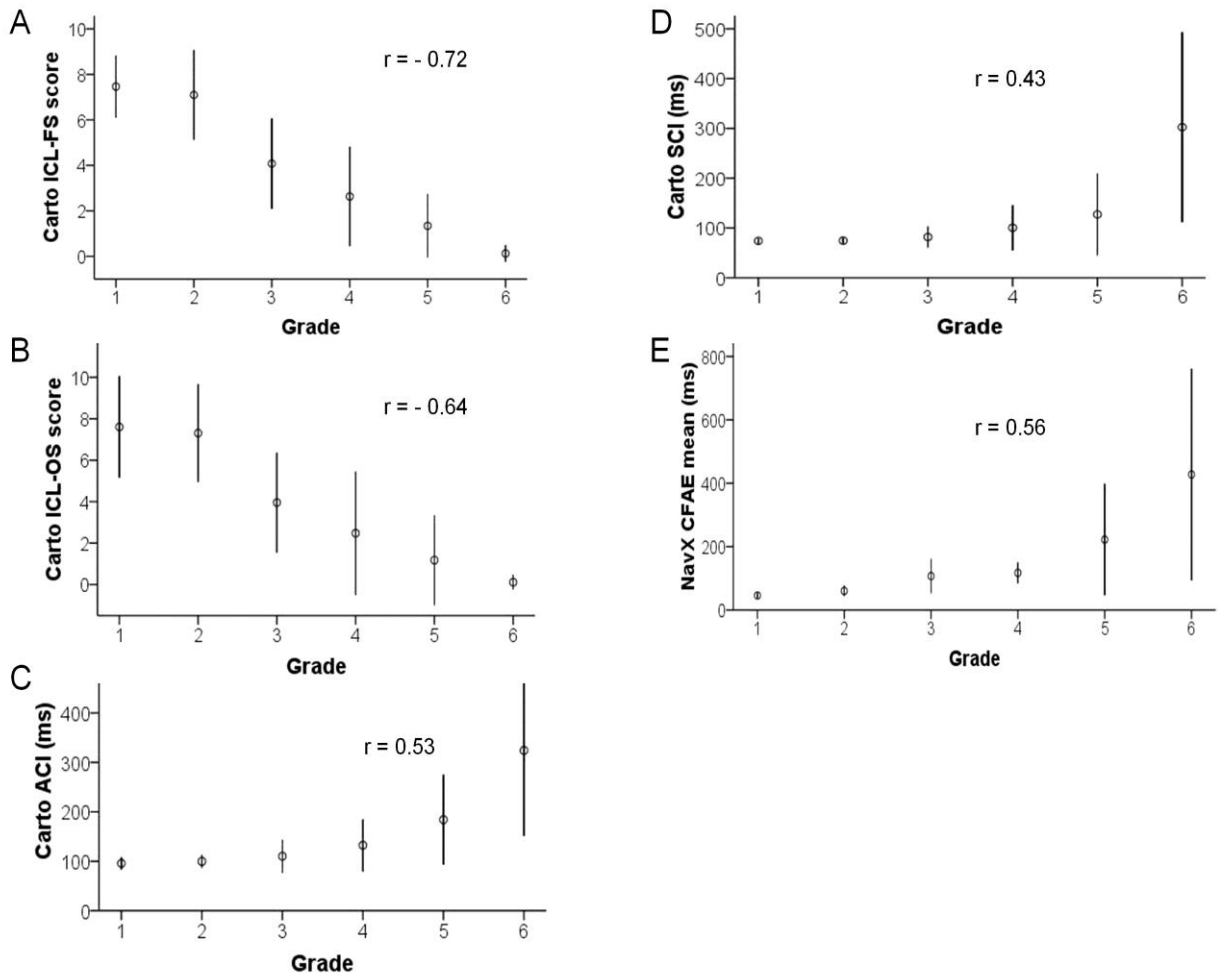 A
Carto ICL-FS score
10
8
6
4
2
0
r = - 0.72
1 2 3 4 5 6
Grade
B
Carto ICL-OS score
10
8
6
4
2
0
r = - 0.64
1 2 3 4 5 6
Grade
C
Carto ACI (ms)
400
300
200
100
0
r = 0.53
1 2 3 4 5 6
Grade
D
Carto SCI (ms)
500
400
300
200
100
0
r = 0.43
1 2 3 4 5 6
Grade
E
NavX CFAE mean (ms)
800
600
400
200
0
r = 0.56
1 2 3 4 5 6
Grade